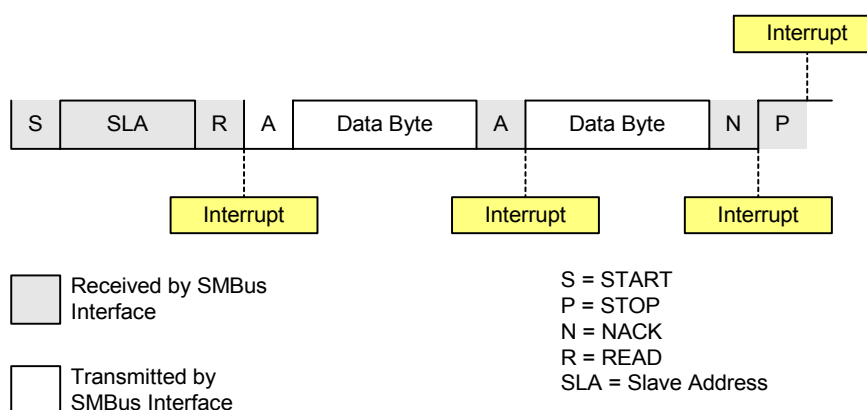 Interrupt
S SLA R A Data Byte A Data Byte N P
Interrupt Interrupt Interrupt
Received by SMBus
Interface
Transmitted by
SMBus Interface
S = START
P = STOP
N = NACK
R = READ
SLA = Slave Address